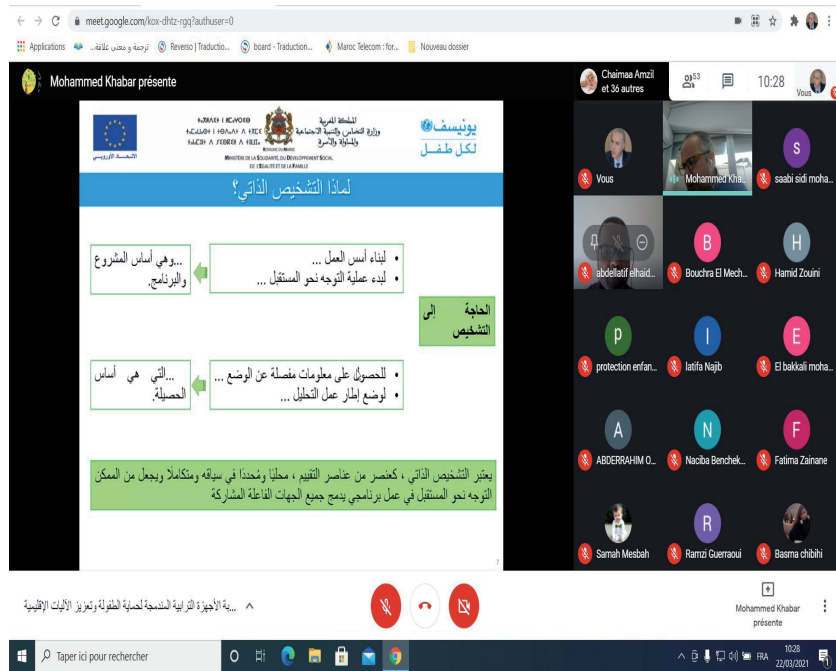 meet.google.com/kox-dhtz-rgq?authuser=0
Applications
ترجمة و معنى علاقة...
Reverso | Traductio...
board - Traduction...
Maroc Telecom : for...
Nouveau dossier
Mohammed Khabar présente
Chaimaa Amzil
et 36 autres
53
10:28
Vous
الاتحاد الأوروبي
المملكة المغربية
وزارة التضامن والتنمية الاجتماعية
والمساواة والأسرة
ROYAUME DU MAROC
MINISTÈRE DE LA SOLIDARITÉ, DU DÉVELOPPEMENT SOCIAL
DE L'ÉGALITÉ ET DE LA FAMILLE
يونيسف
لكل طفل
لماذا التشخيص الذاتي؟
• لبناء أسس العمل ...
• لبدء عملية التوجه نحو المستقبل ...
...وهي أساس المشروع
والبرنامج.
الحاجة إلى
التشخيص
• للحصول على معلومات مفصلة عن الوضع ...
• لوضع إطار عمل التحليل ...
...التي هي أساس
الحصيلة.
يعتبر التشخيص الذاتي ، كعنصر من عناصر التقييم ، محليًا ومُحددًا في سياقه ومتكاملًا ويجعل من الممكن
التوجه نحو المستقبل في عمل برنامجي يدمج جميع الجهات الفاعلة المشاركة
7
Vous
Mohammed Kha...
S
saabi sidi moha...
abdellatif elhaid...
B
Bouchra El Mech...
H
Hamid Zouini
p
protection enfan...
l
latifa Najib
E
El bakkali moha...
A
ABDERRAHIM O...
N
Naciba Benchek...
F
Fatima Zainane
Samah Mesbah
R
Ramzi Guerraoui
Basma chibihi
...ية الأجهزة الترابية المندمجة لحماية الطفولة وتعزيز الآليات الإقليمية
Mohammed Khabar
présente
Taper ici pour rechercher
FRA
10:28
22/03/2021